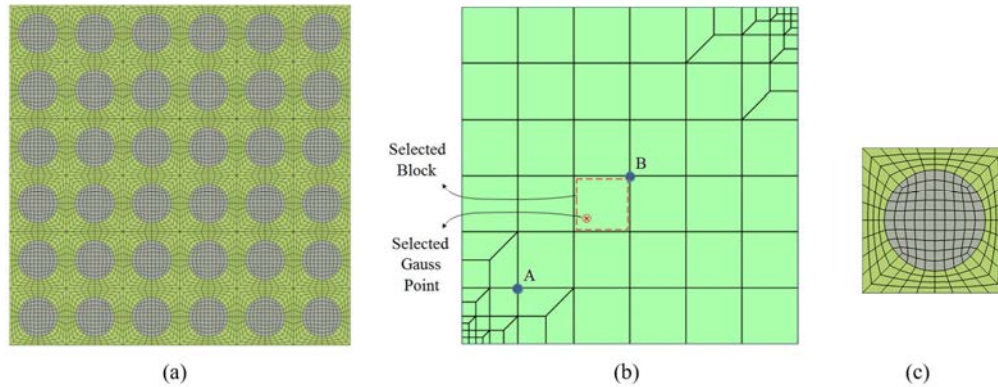 Selected
Block
Selected
Gauss
Point
B
A
(a)
(b)
(c)